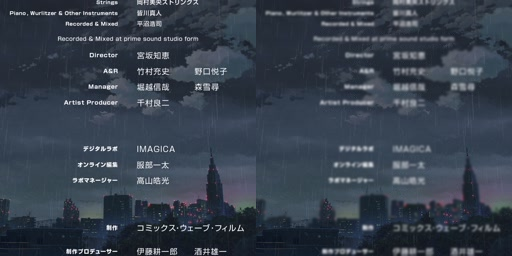 Strings 岡村美央ストリングス
Piano, Wurlitzer & Other Instruments 皆川真人
Recorded & Mixed 平沼浩司
Recorded & Mixed at prime sound studio form
Director 宮坂知恵
A&R 竹村充史 野口悦子
Manager 堀越信哉 森雪尋
Artist Producer 千村良二
デジタルラボ IMAGICA
オンライン編集 服部一太
ラボマネージャー 高山皓光
制作 コミックス・ウェーブ・フィルム
制作プロデューサー 伊藤耕一郎 酒井雄一